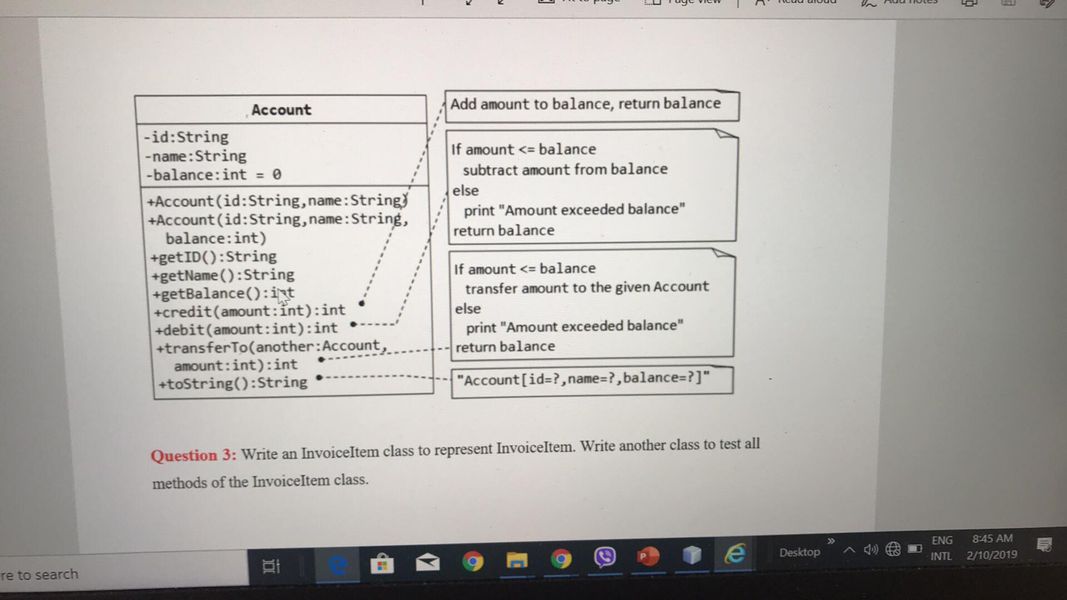 Page view
Read aloud
Add notes
Account
-id:String
-name:String
-balance:int = 0
+Account(id:String,name:String)
+Account(id:String,name:String,
balance:int)
+getID():String
+getName():String
+getBalance():int
+credit(amount:int):int
+debit(amount:int):int
+transferTo(another:Account,
amount:int):int
+toString():String
Add amount to balance, return balance
If amount <= balance
subtract amount from balance
else
print "Amount exceeded balance"
return balance
If amount <= balance
transfer amount to the given Account
else
print "Amount exceeded balance"
return balance
"Account[id=?,name=?,balance=?]"
Question 3: Write an InvoiceItem class to represent InvoiceItem. Write another class to test all
methods of the InvoiceItem class.
re to search
Desktop
ENG
INTL
8:45 AM
2/10/2019